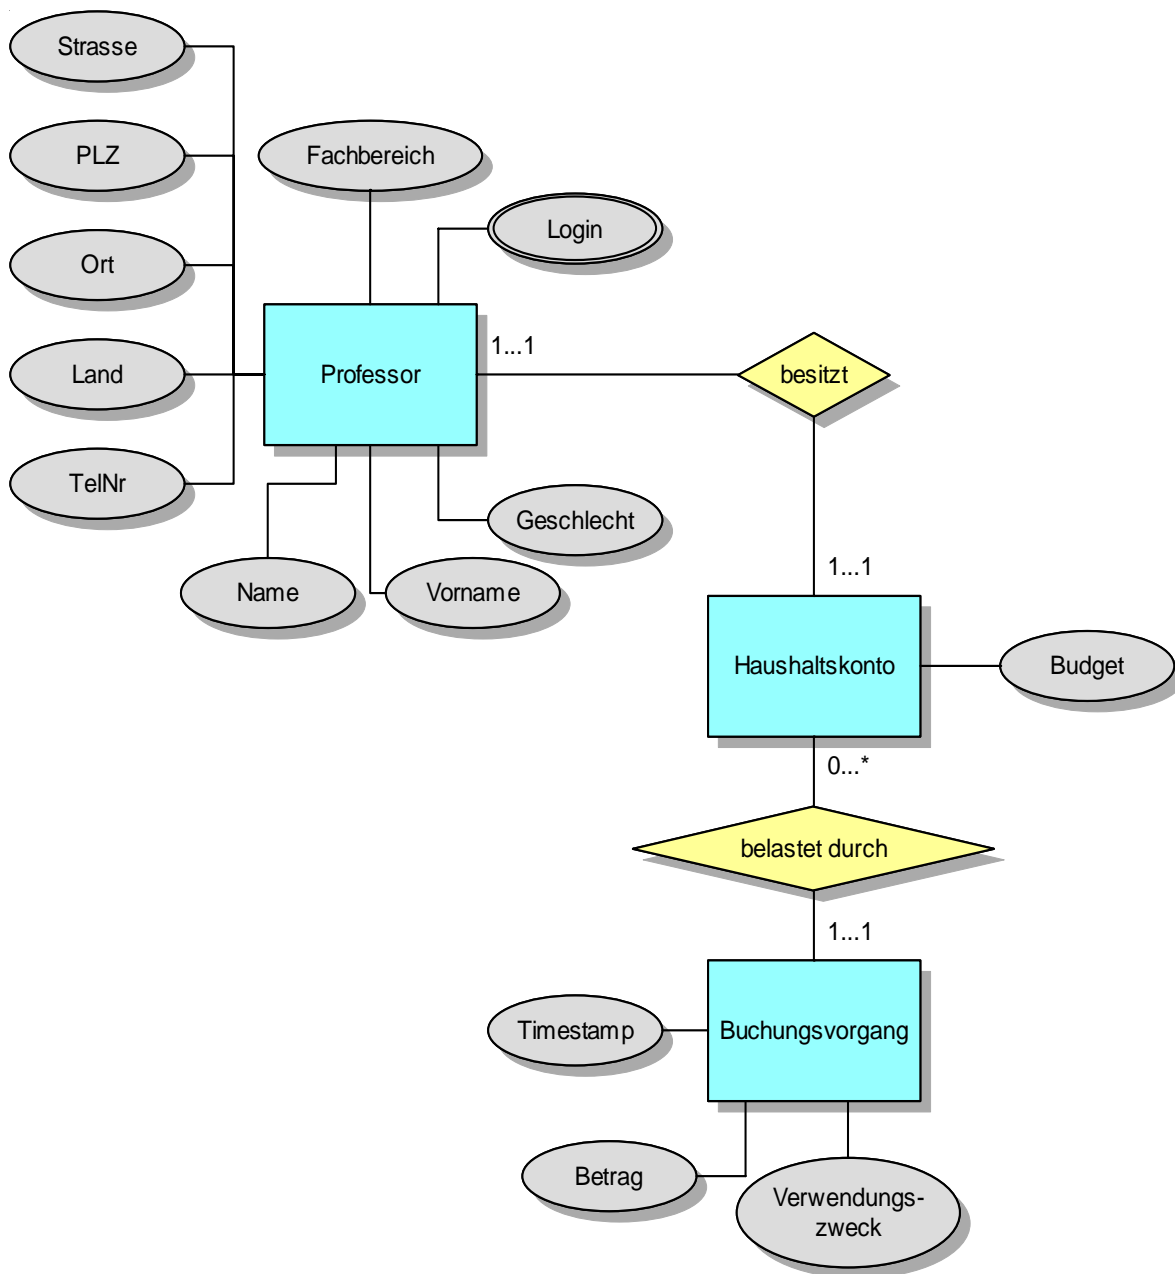 Strasse
PLZ
Fachbereich
Login
Ort
1...1
Land
Professor
besitzt
TelNr
Geschlecht
Name
Vorname
1...1
Haushaltskonto
Budget
0...*
belastet durch
1...1
Timestamp
Buchungsvorgang
Betrag
Verwendungs-
zweck